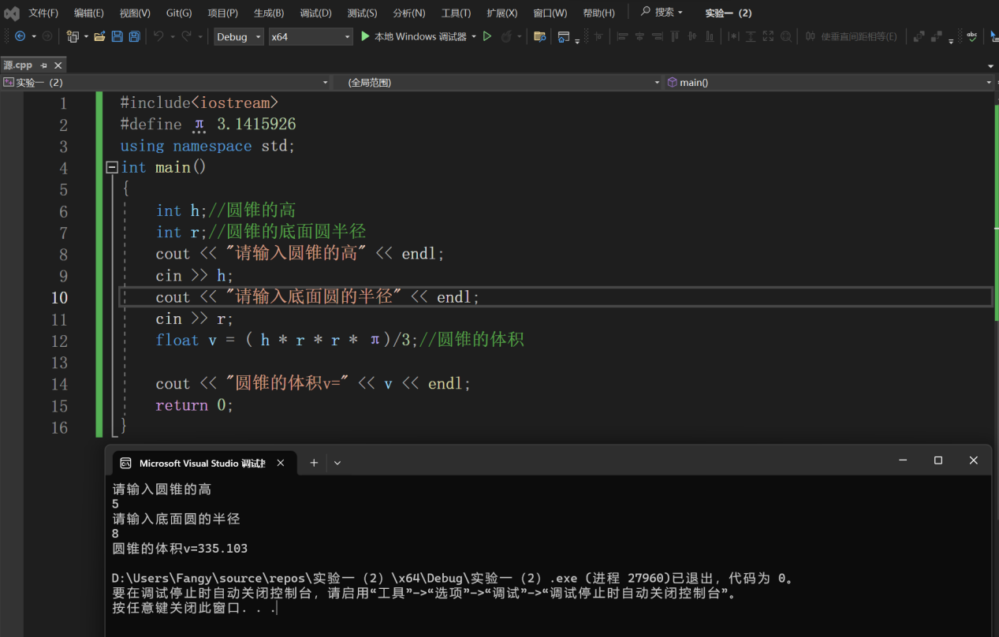 文件(F) 编辑(E) 视图(V) Git(G) 项目(P) 生成(B) 调试(D) 测试(S) 分析(N) 工具(T) 扩展(X) 窗口(W) 帮助(H) 搜索 实验一 (2)
Debug x64 本地 Windows 调试器 使垂直间距相等(E) abc
源.cpp
实验一 (2) (全局范围) main()
1 #include<iostream>
2 #define π 3.1415926
3 using namespace std;
4 int main()
5 {
6 int h;//圆锥的高
7 int r;//圆锥的底面圆半径
8 cout << "请输入圆锥的高" << endl;
9 cin >> h;
10 cout << "请输入底面圆的半径" << endl;
11 cin >> r;
12 float v = ( h * r * r * π)/3;//圆锥的体积
13
14 cout << "圆锥的体积v=" << v << endl;
15 return 0;
16 }
Microsoft Visual Studio 调试
请输入圆锥的高
5
请输入底面圆的半径
8
圆锥的体积v=335.103
D:\Users\Fangy\source\repos\实验一 (2) \x64\Debug\实验一 (2) .exe (进程 27960)已退出，代码为 0。
要在调试停止时自动关闭控制台，请启用“工具”->“选项”->“调试”->“调试停止时自动关闭控制台”。
按任意键关闭此窗口. . .